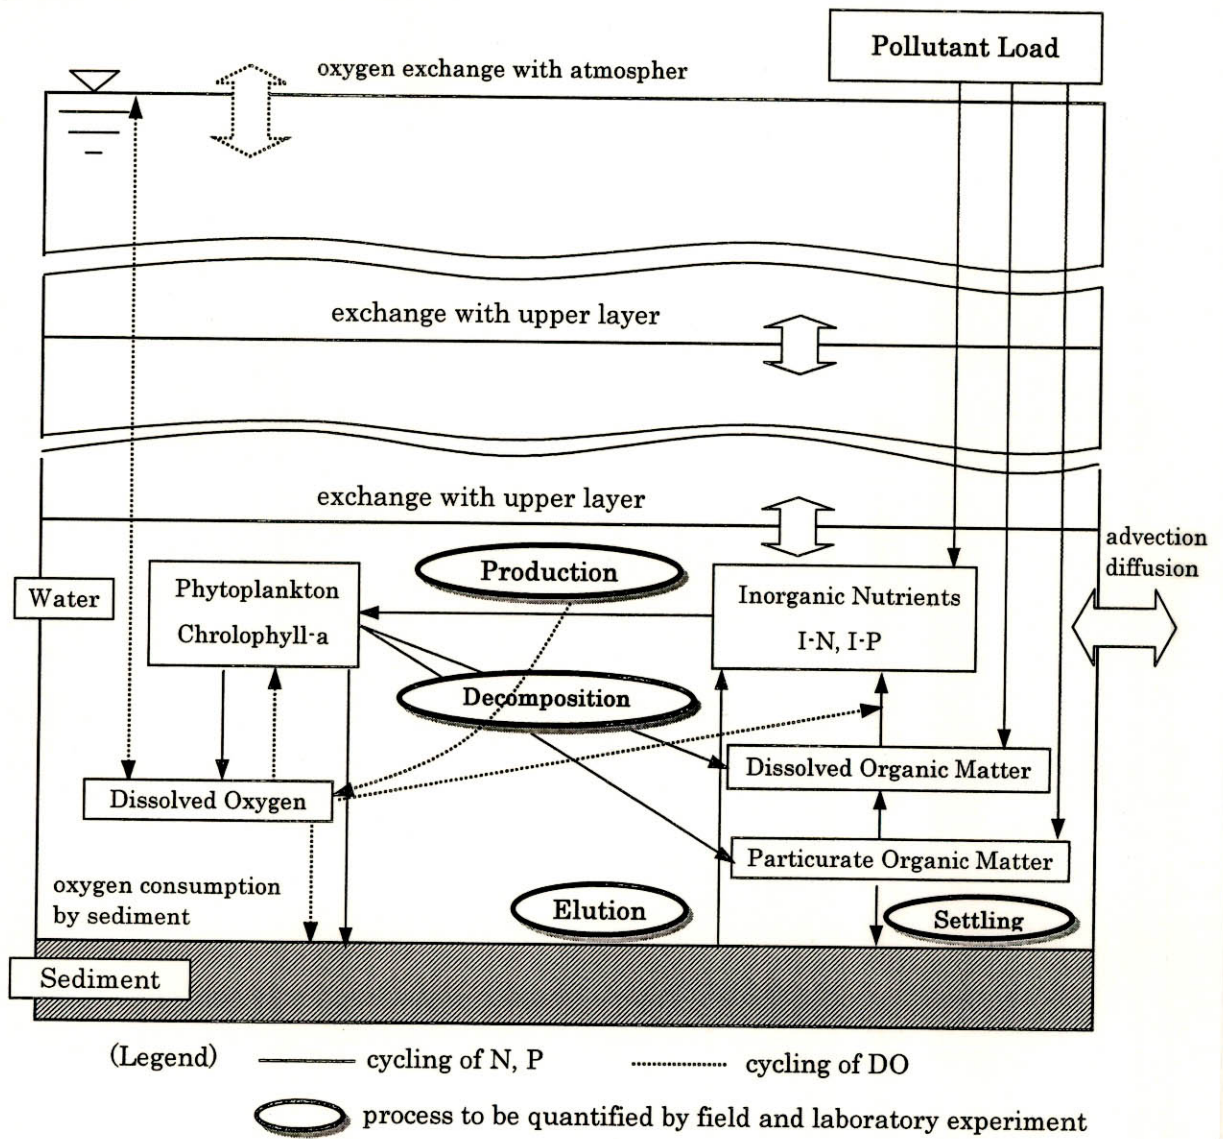 Pollutant Load
oxygen exchange with atmospher
exchange with upper layer
exchange with upper layer
advection
diffusion
Production
Phytoplankton
Chrolophyll-a
Inorganic Nutrients
I-N, I-P
Water
Decomposition
Dissolved Organic Matter
Dissolved Oxygen
Particurate Organic Matter
oxygen consumption
by sediment
Elution
Settling
Sediment
(Legend)
cycling of N, P
cycling of DO
process to be quantified by field and laboratory experiment